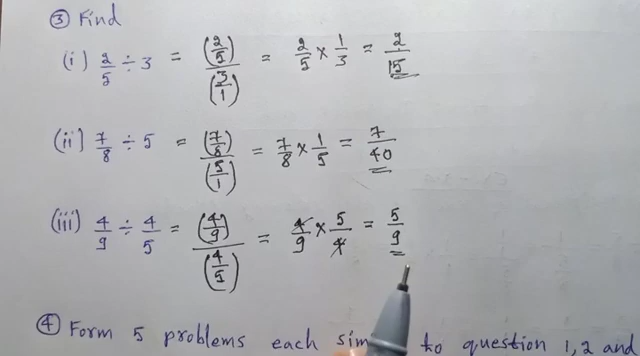 ③ Find
(i) 2/5 ÷ 3 = (2/5)/(3/1) = 2/5 × 1/3 = 2/15
(ii) 7/8 ÷ 5 = (7/8)/(5/1) = 7/8 × 1/5 = 7/40
(iii) 4/9 ÷ 4/5 = (4/9)/(4/5) = 4/9 × 5/4 = 5/9
④ Form 5 problems each sim to question 1, 2 and